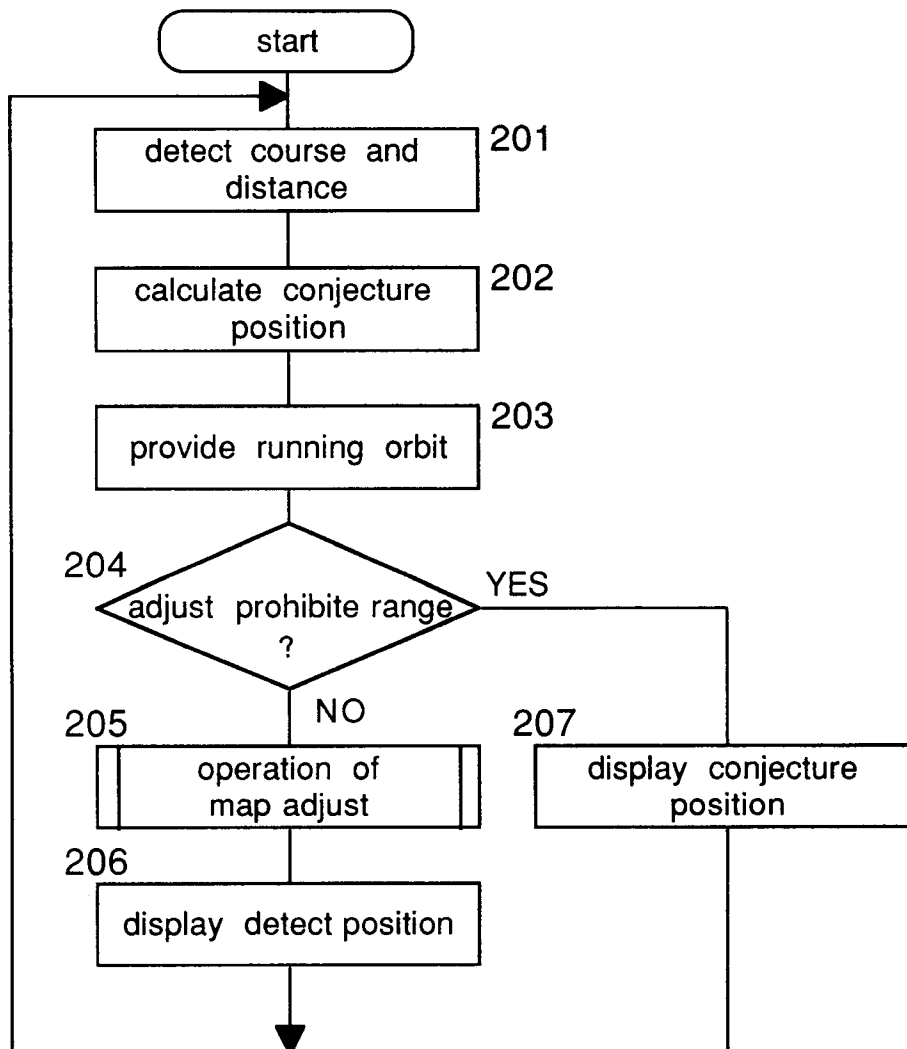 start
201
detect course and
distance
202
calculate conjecture
position
203
provide running orbit
204
adjust prohibite range
?
YES
NO
205
operation of
map adjust
207
display conjecture
position
206
display detect position